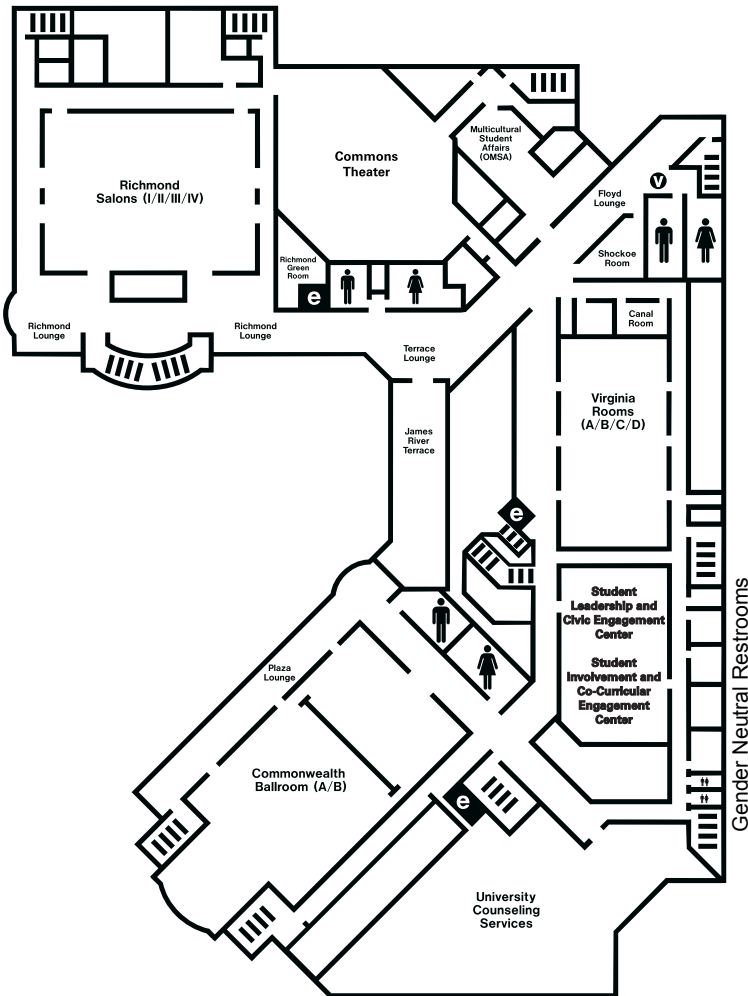 Multicultural
Student
Affairs
(OMSA)
Commons
Theater
Richmond
Salons (I/II/III/IV)
V
Floyd
Lounge
Shockoe
Room
Richmond
Green
Room
e
Canal
Room
Richmond
Lounge
Richmond
Lounge
Terrace
Lounge
Virginia
Rooms
(A/B/C/D)
James
River
Terrace
e
Student
Leadership and
Civic Engagement
Center
Student
Involvement and
Co-Curricular
Engagement
Center
Gender Neutral Restrooms
Plaza
Lounge
Commonwealth
Ballroom (A/B)
e
University
Counseling
Services